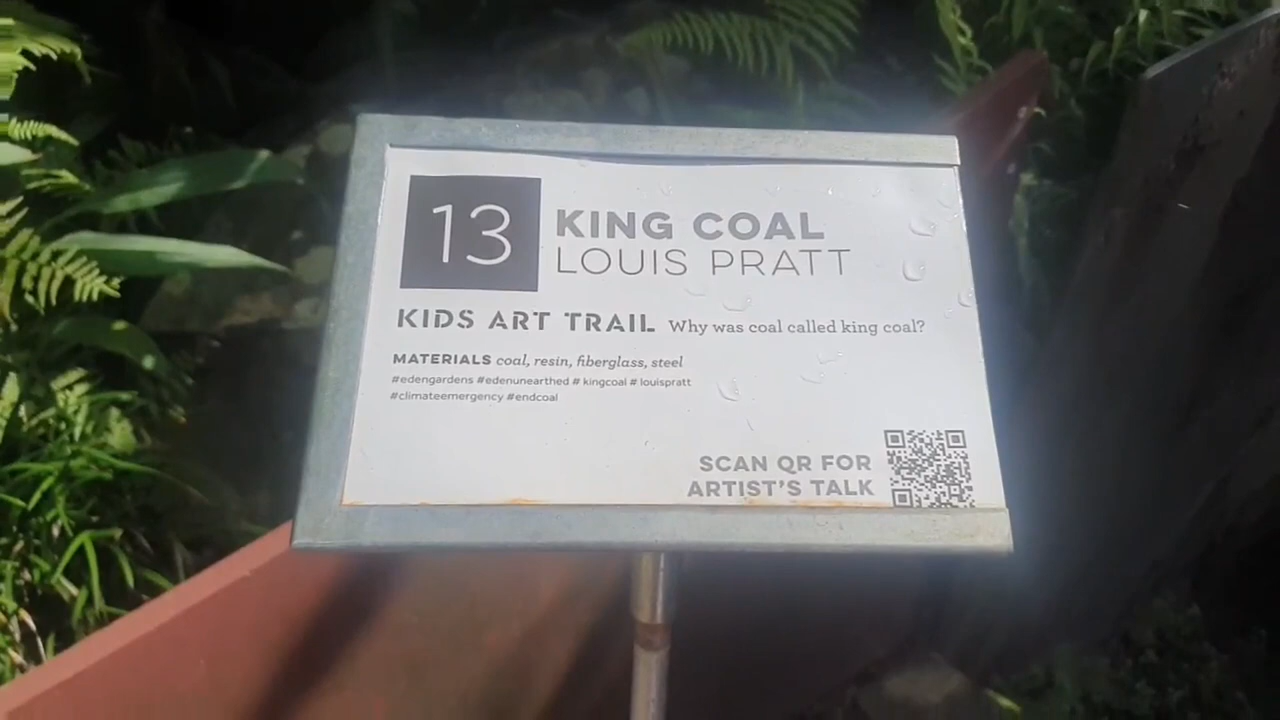 13
KING COAL
LOUIS PRATT
KIDS ART TRAIL Why was coal called king coal?
MATERIALS coal, resin, fiberglass, steel
#edengardens #edenunearthed # kingcoal # louispratt
#climateemergency #endcoal
SCAN QR FOR
ARTIST'S TALK